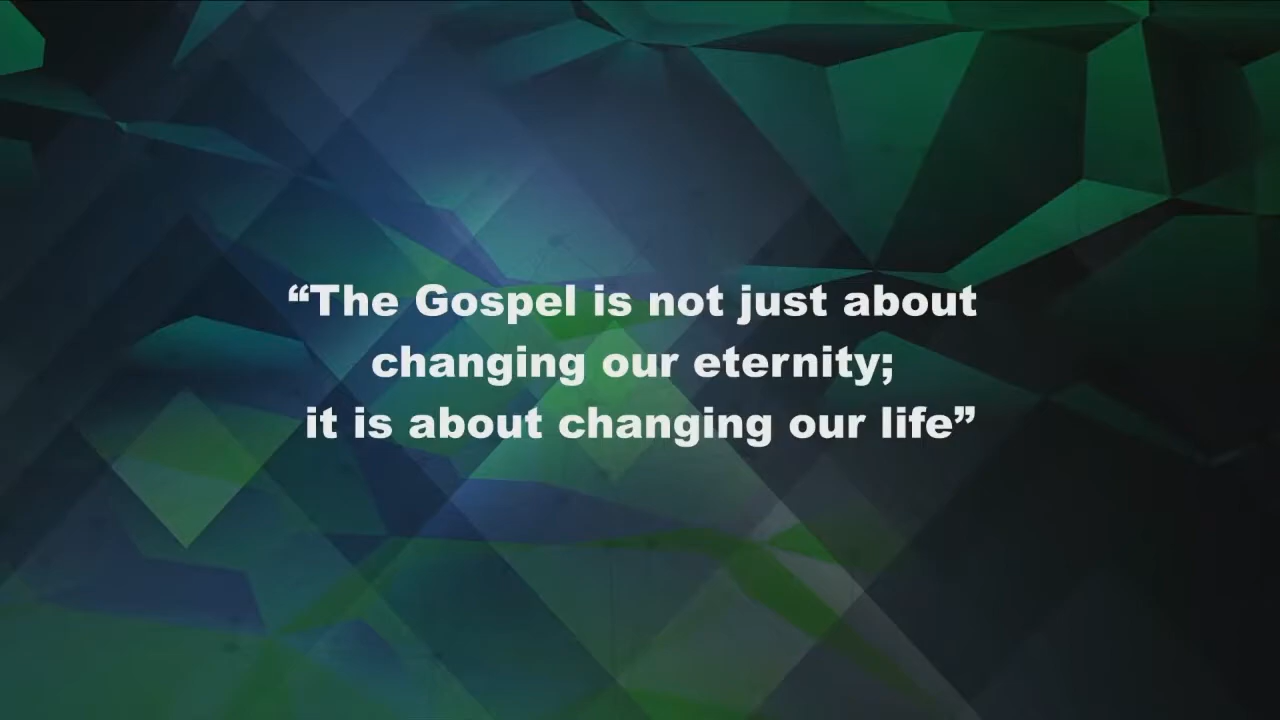 “The Gospel is not just about
changing our eternity;
it is about changing our life”